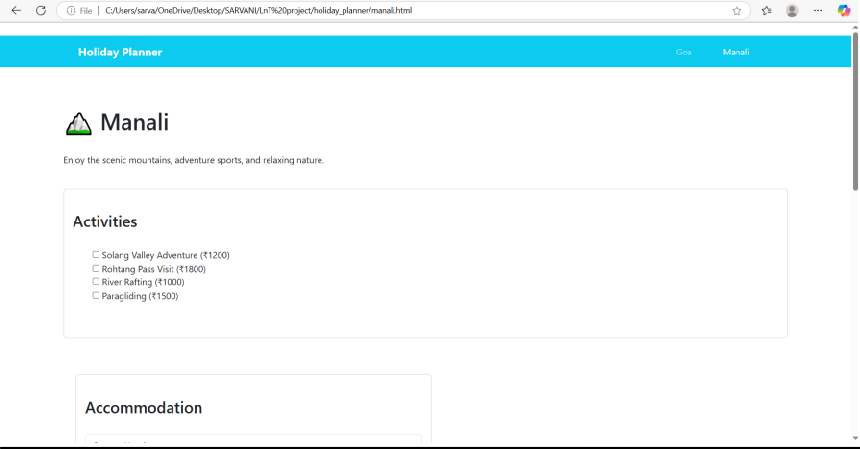 File C:/Users/sarva/OneDrive/Desktop/SARVANI/LnT%20project/holiday_planner/manali.html
Holiday Planner Goa Manali
Manali
Enjoy the scenic mountains, adventure sports, and relaxing nature.
Activities
Solang Valley Adventure (₹1200)
Rohtang Pass Visit (₹1800)
River Rafting (₹1000)
Paragliding (₹1500)
Accommodation